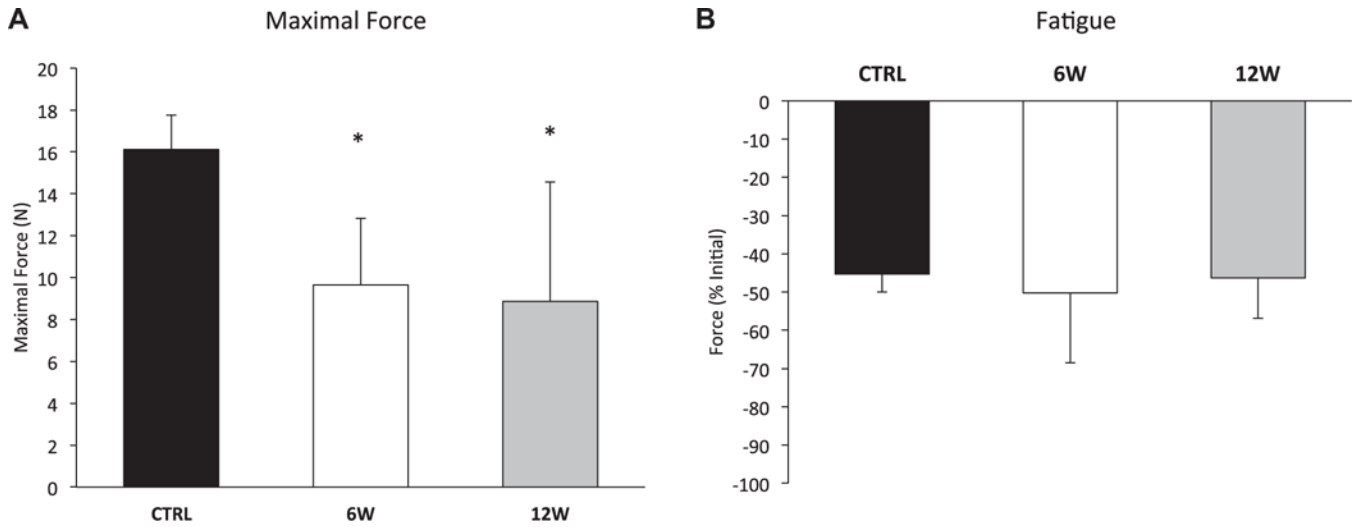 A
Maximal Force
Maximal Force (N)
20
18
16
14
12
10
8
6
4
2
0
*
*
CTRL
6W
12W
B
Fatigue
CTRL
6W
12W
Force (% Initial)
0
-10
-20
-30
-40
-50
-60
-70
-80
-90
-100